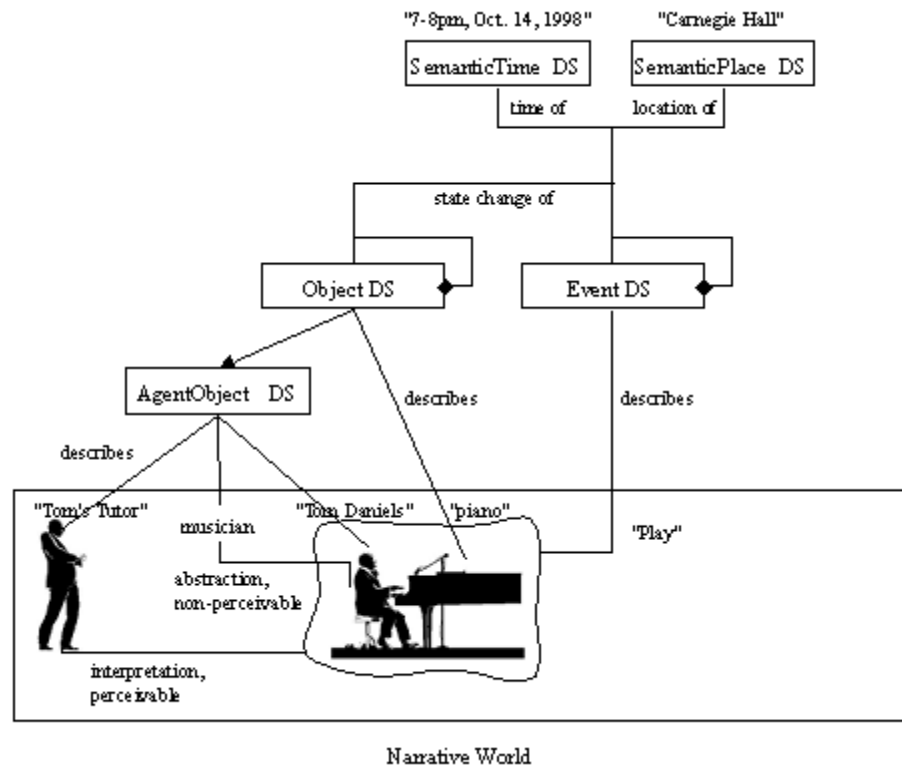 "7-8pm, Oct. 14, 1998" "Carnegie Hall"
SemanticTime DS SemanticPlace DS
time of location of
state change of
Object DS Event DS
AgentObject DS
describes describes
describes
"Tom's Tutor" "Tom Daniels" "piano"
musician "Play"
abstraction,
non-perceivable
interpretation,
perceivable
Narrative World